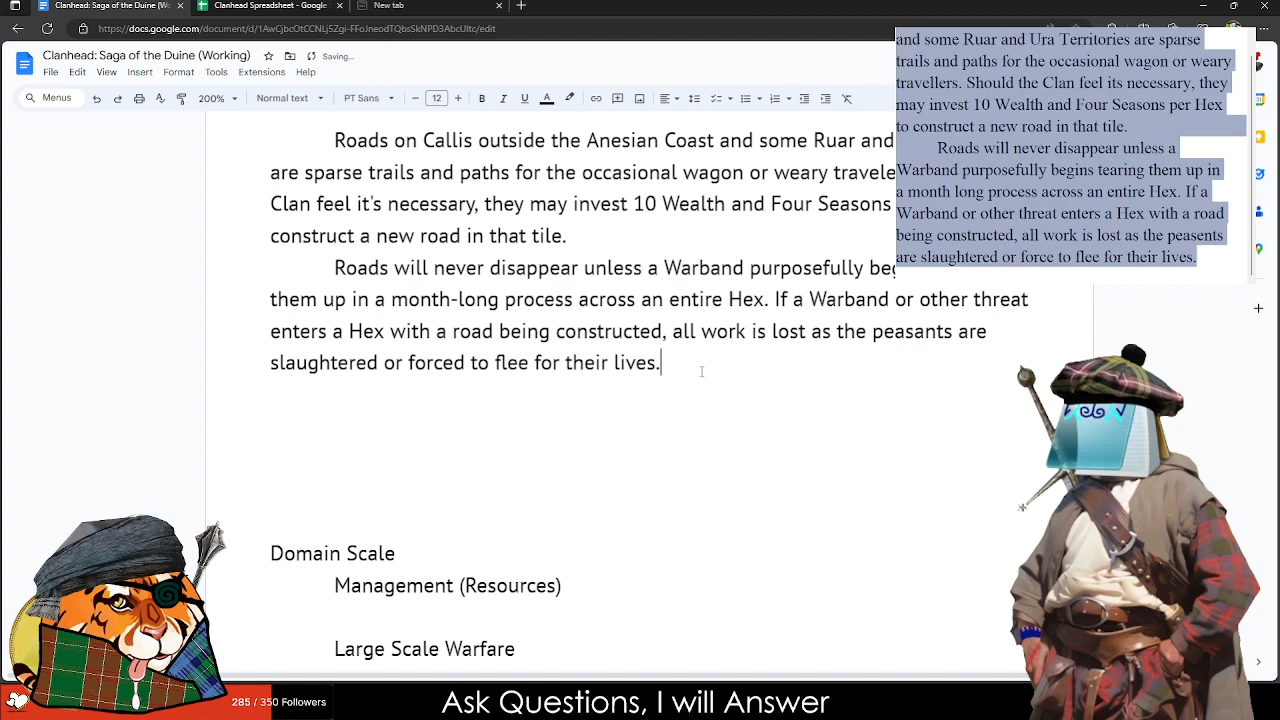 Clanhead: Saga of the Duine (Wo
Clanhead Spreadsheet - Google
New tab
https://docs.google.com/document/d/1AwCjbcOtCCNLj5Zgi-FFoJneodTQbsSkNPD3AbcUltc/edit
Clanhead: Saga of the Duine (Working)
Saving...
File Edit View Insert Format Tools Extensions Help
Menus
200%
Normal text
PT Sans
12
Roads on Callis outside the Anesian Coast and some Ruar and
are sparse trails and paths for the occasional wagon or weary travele
Clan feel it's necessary, they may invest 10 Wealth and Four Seasons
construct a new road in that tile.
Roads will never disappear unless a Warband purposefully beg
them up in a month-long process across an entire Hex. If a Warband or other threat
enters a Hex with a road being constructed, all work is lost as the peasants are
slaughtered or forced to flee for their lives.
Domain Scale
Management (Resources)
Large Scale Warfare
and some Ruar and Ura Territories are sparse
trails and paths for the occasional wagon or weary
travellers. Should the Clan feel its necessary, they
may invest 10 Wealth and Four Seasons per Hex
to construct a new road in that tile.
Roads will never disappear unless a
Warband purposefully begins tearing them up in
a month long process across an entire Hex. If a
Warband or other threat enters a Hex with a road
being constructed, all work is lost as the peasants
are slaughtered or force to flee for their lives.
285 / 350 Followers
Ask Questions, I will Answer